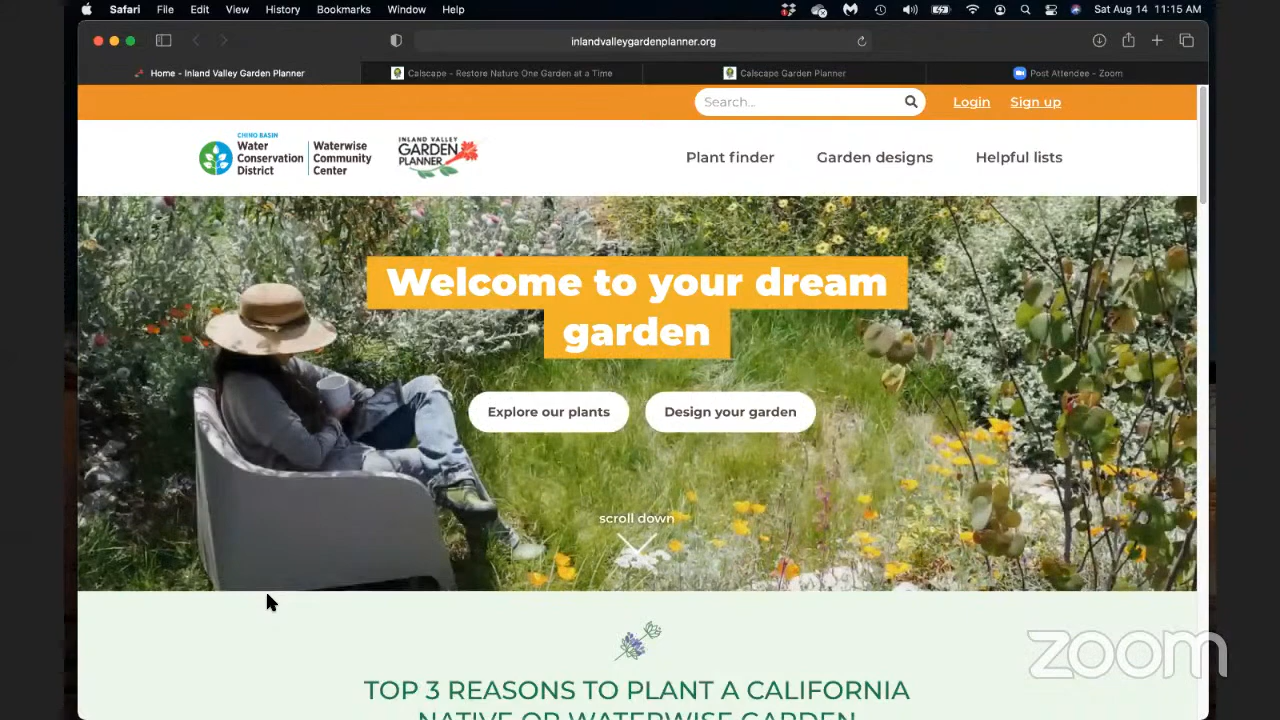 Safari File Edit View History Bookmarks Window Help Sat Aug 14 11:15 AM
inlandvalleygardenplanner.org
Home - Inland Valley Garden Planner Calscape - Restore Nature One Garden at a Time Calscape Garden Planner Post Attendee - Zoom
Search... Login Sign up
CHINO BASIN
Water
Conservation
District
Waterwise
Community
Center
INLAND VALLEY
GARDEN
PLANNER
Plant finder Garden designs Helpful lists
Welcome to your dream
garden
Explore our plants Design your garden
scroll down
zoom
TOP 3 REASONS TO PLANT A CALIFORNIA
NATIVE OR WATERWISE GARDEN